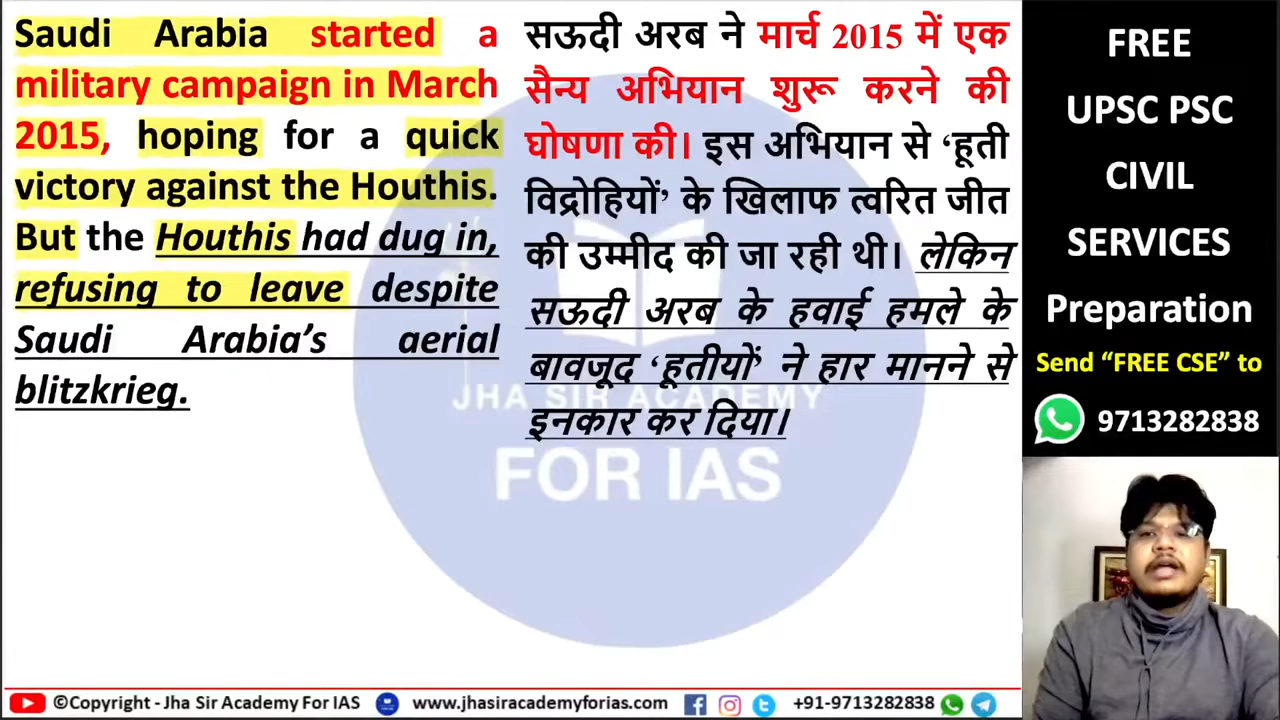 Saudi Arabia started a
military campaign in March
2015, hoping for a quick
victory against the Houthis.
But the Houthis had dug in,
refusing to leave despite
Saudi Arabia’s aerial
blitzkrieg.
सऊदी अरब ने मार्च 2015 में एक
सैन्य अभियान शुरू करने की
घोषणा की। इस अभियान से ‘हूती
विद्रोहियों’ के खिलाफ त्वरित जीत
की उम्मीद की जा रही थी। लेकिन
सऊदी अरब के हवाई हमले के
बावजूद ‘हूतीयों’ ने हार मानने से
इनकार कर दिया।
JHA SIR ACADEMY
FOR IAS
FREE
UPSC PSC
CIVIL
SERVICES
Preparation
Send “FREE CSE” to
9713282838
©Copyright - Jha Sir Academy For IAS www.jhasiracademyforias.com +91-9713282838